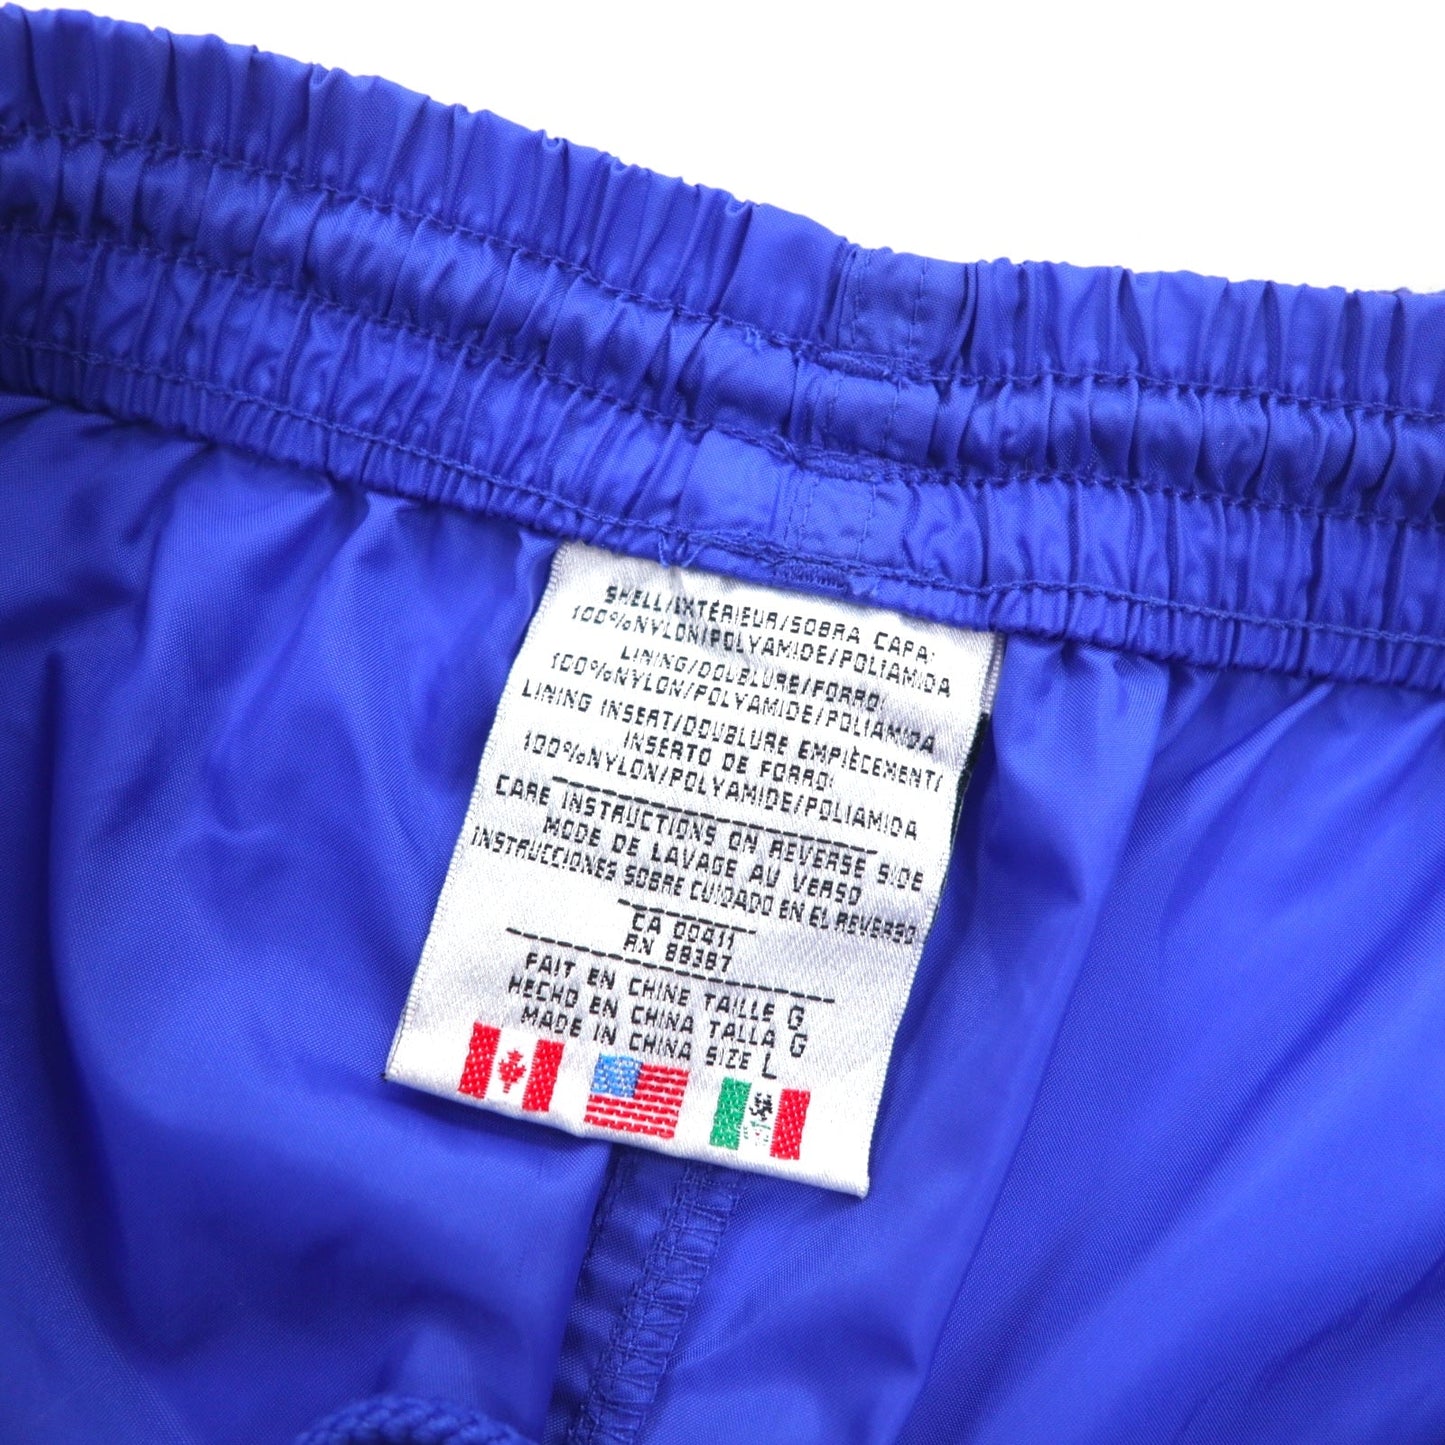 SHELL/EXTÉRIEUR/SOBRA CAPA:
100%NYLON/POLYAMIDE/POLIAMIDA
LINING/DOUBLURE/FORRO:
100%NYLON/POLYAMIDE/POLIAMIDA
LINING INSERT/DOUBLURE EMPIÈCEMENT/
INSERTO DE FORRO:
100%NYLON/POLYAMIDE/POLIAMIDA
CARE INSTRUCTIONS ON REVERSE SIDE
MODE DE LAVAGE AU VERSO
INSTRUCCIONES SOBRE CUIDADO EN EL REVERSO
CA 00411
RN 88387
FAIT EN CHINE TAILLE G
HECHO EN CHINA TALLA G
MADE IN CHINA SIZE L